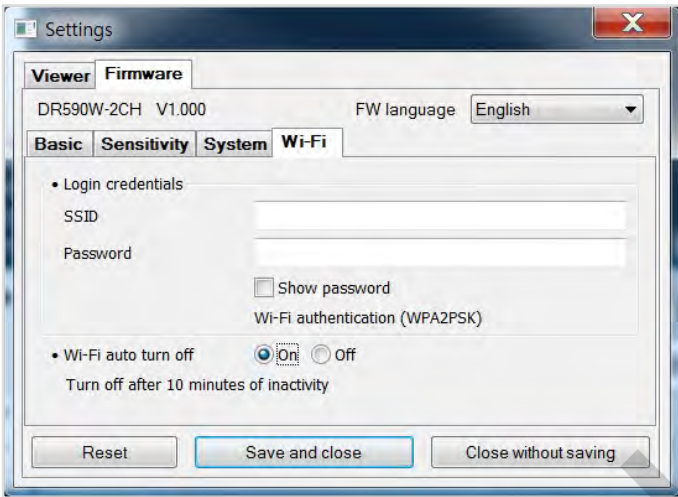 Settings
Viewer Firmware
DR590W-2CH V1.000 FW language English
Basic Sensitivity System Wi-Fi
• Login credentials
SSID
Password
Show password
Wi-Fi authentication (WPA2PSK)
• Wi-Fi auto turn off On Off
Turn off after 10 minutes of inactivity
Reset Save and close Close without saving